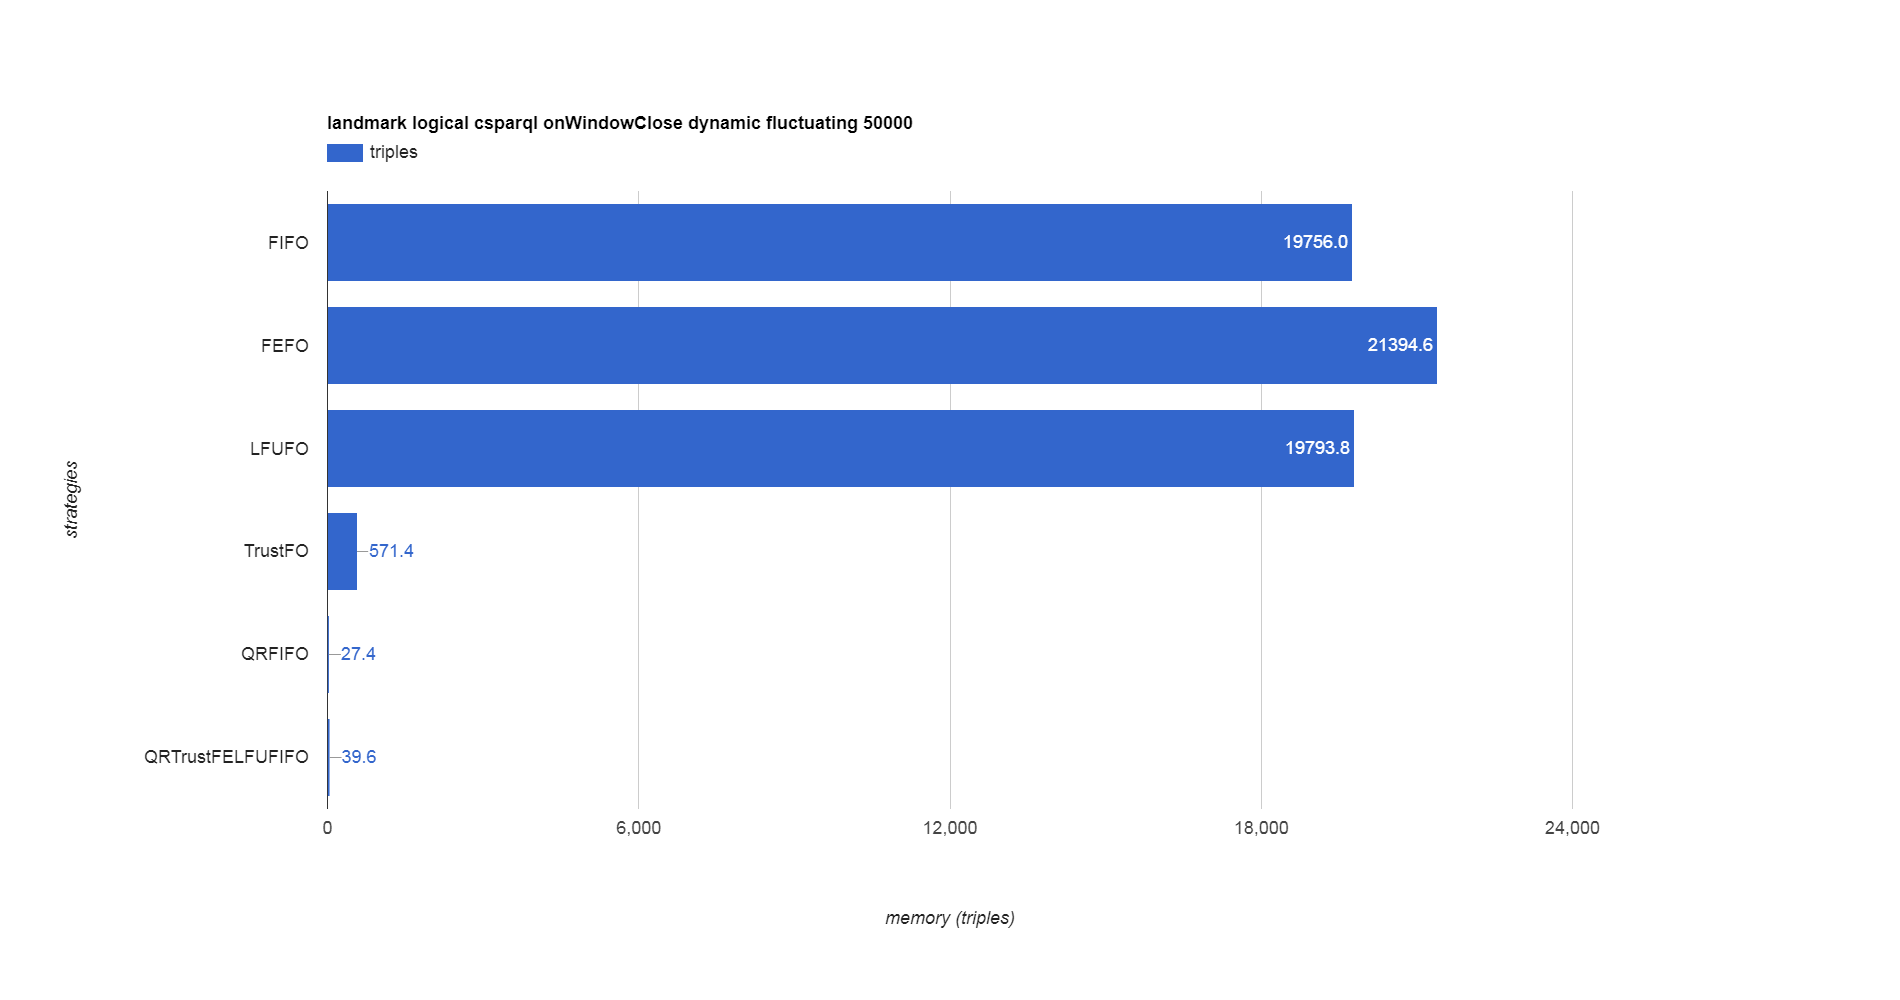 landmark logical csparql onWindowClose dynamic fluctuating 50000
triples
FIFO
19756.0
FEFO
21394.6
LFUFO
19793.8
strategies
TrustFO
571.4
QRFIFO
27.4
QRTrustFELFUFIFO
39.6
0
6,000
12,000
18,000
24,000
memory (triples)